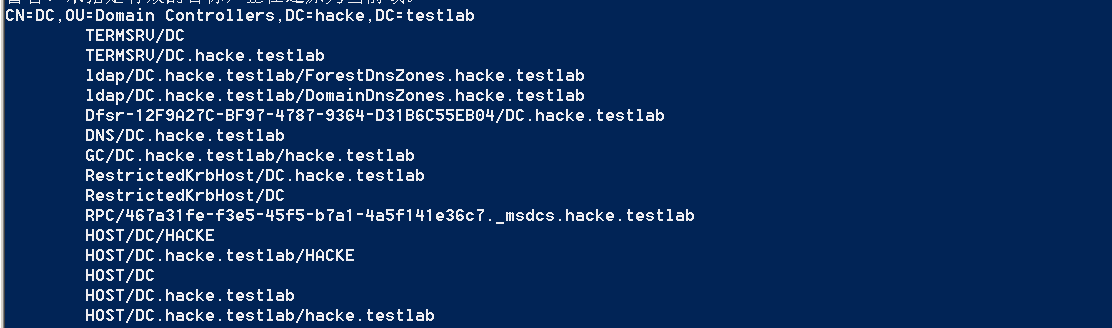 CN=DC,OU=Domain Controllers,DC=hacke,DC=testlab
TERMSRV/DC
TERMSRV/DC.hacke.testlab
ldap/DC.hacke.testlab/ForestDnsZones.hacke.testlab
ldap/DC.hacke.testlab/DomainDnsZones.hacke.testlab
Dfsr-12F9A27C-BF97-4787-9364-D31B6C55EB04/DC.hacke.testlab
DNS/DC.hacke.testlab
GC/DC.hacke.testlab/hacke.testlab
RestrictedKrbHost/DC.hacke.testlab
RestrictedKrbHost/DC
RPC/467a31fe-f3e5-45f5-b7a1-4a5f141e36c7._msdcs.hacke.testlab
HOST/DC/HACKE
HOST/DC.hacke.testlab/HACKE
HOST/DC
HOST/DC.hacke.testlab
HOST/DC.hacke.testlab/hacke.testlab